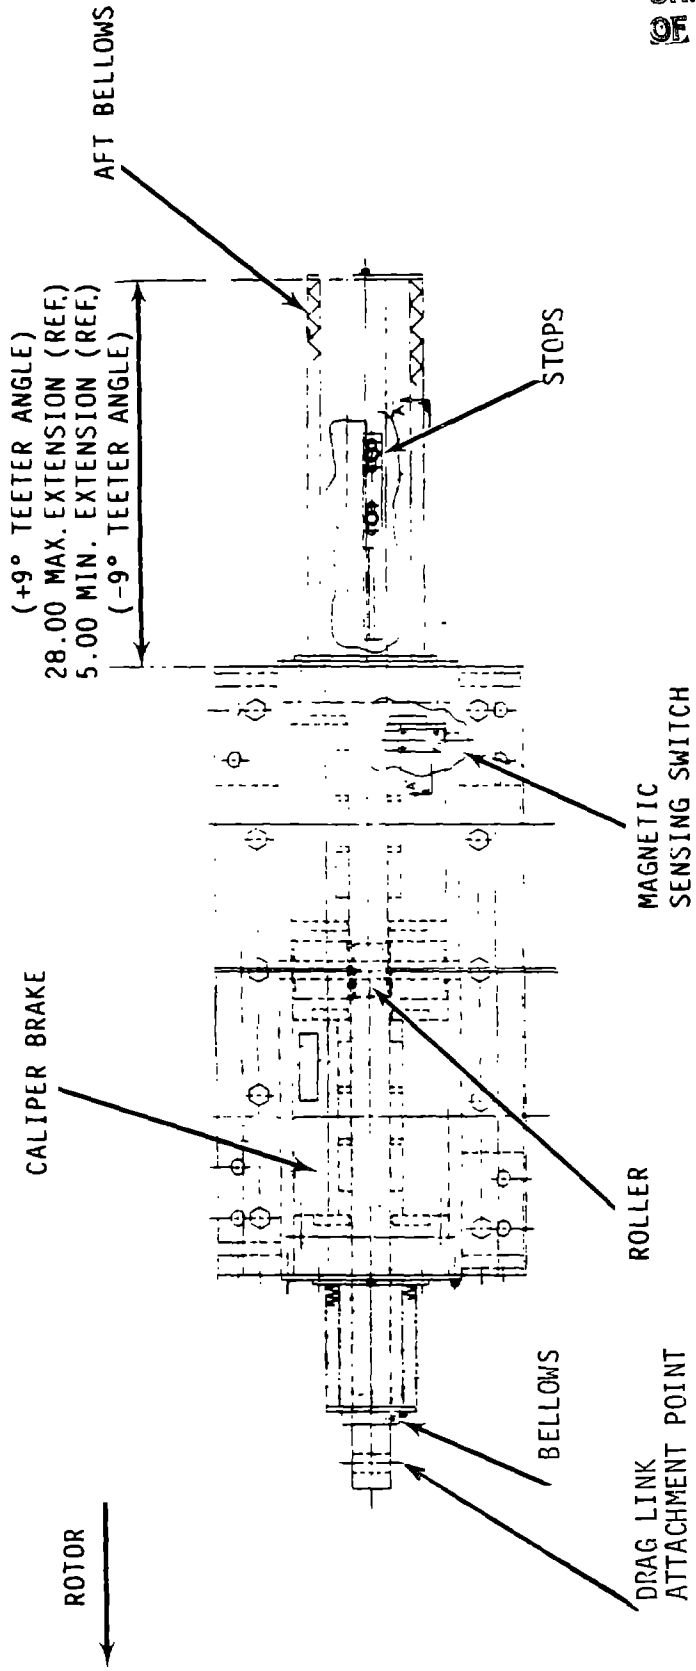 ROTOR
CALIPER BRAKE
(+9° TEETER ANGLE)
28.00 MAX. EXTENSION (REF.)
5.00 MIN. EXTENSION (REF.)
(-9° TEETER ANGLE)
AFT BELLOWS
STOPS
A
A
MAGNETIC
SENSING SWITCH
ROLLER
BELLOWS
DRAG LINK
ATTACHMENT POINT
OF